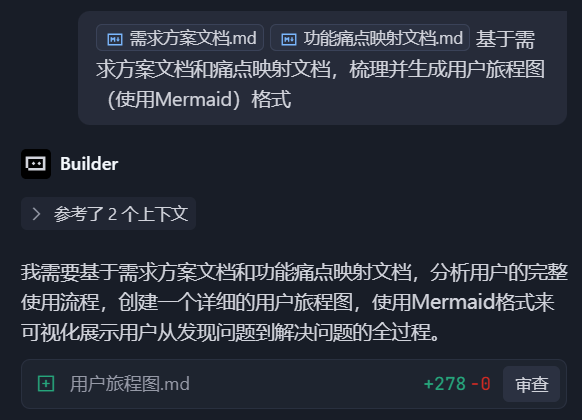 需求方案文档.md 功能痛点映射文档.md 基于需
求方案文档和痛点映射文档，梳理并生成用户旅程图
（使用Mermaid）格式
Builder
参考了 2 个上下文
我需要基于需求方案文档和功能痛点映射文档，分析用户的完整
使用流程，创建一个详细的用户旅程图，使用Mermaid格式来
可视化展示用户从发现问题到解决问题的全过程。
用户旅程图.md +278 -0 审查